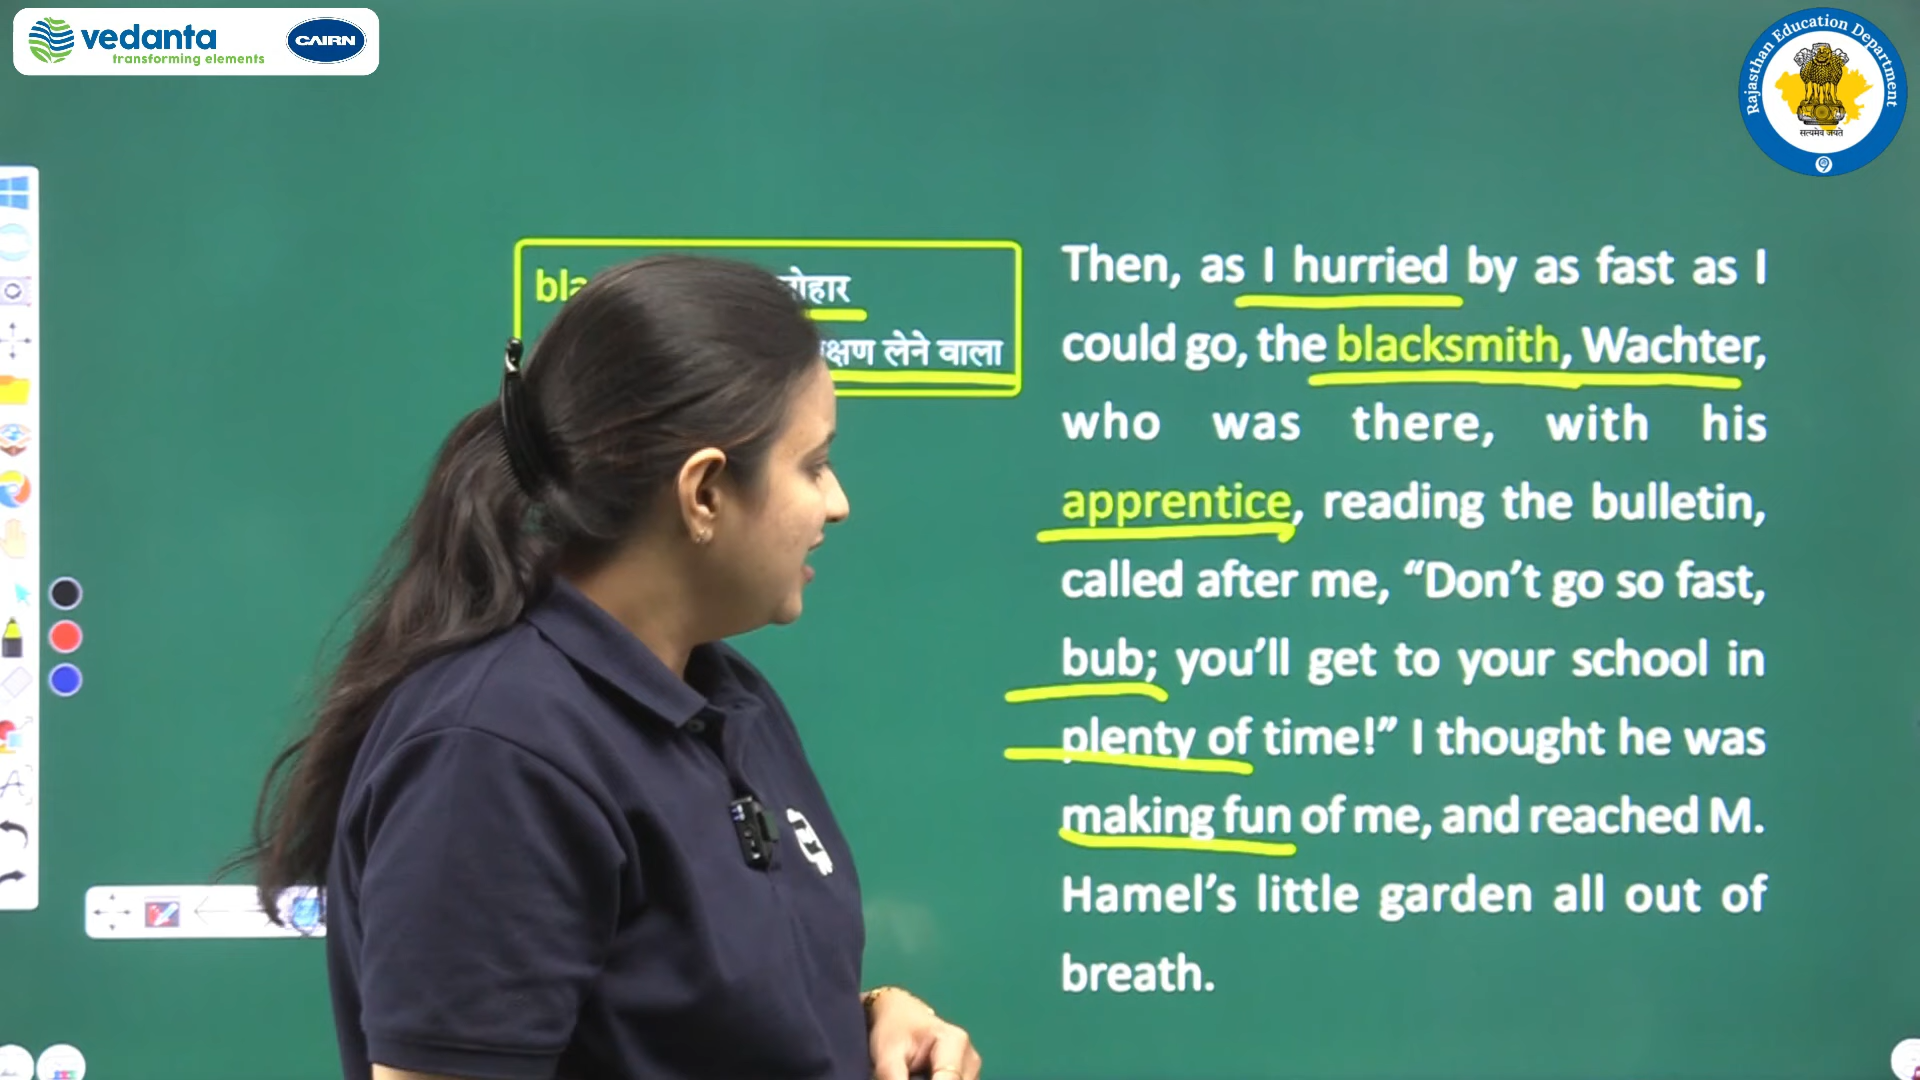 vedanta
transforming elements
CAIRN
Rajasthan Education Department
सत्यमेव जयते
लेने वाला
Then, as I hurried by as fast as I
could go, the blacksmith, Wachter,
who was there, with his
apprentice, reading the bulletin,
called after me, “Don’t go so fast,
bub; you’ll get to your school in
plenty of time!” I thought he was
making fun of me, and reached M.
Hamel’s little garden all out of
breath.